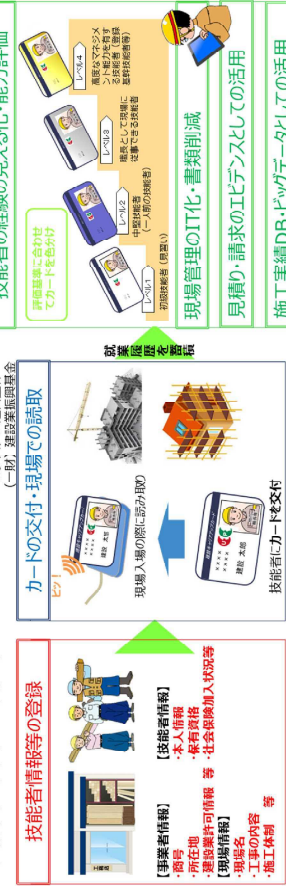 技能者情報等の登録
【事業者情報】
・商号
・所在地
・建設業許可情報 等
【現場情報】
・現場名
・工事の内容
・施工体制 等
【技能者情報】
・本人情報
・保有資格
・社会保険加入状況等
(一財)建設業振興基金
カードの交付・現場での読取
ピッ!
建設 太郎
現場入場の際に読み取り
建設 太郎
技能者にカードを交付
就業履歴を蓄積
技能者の経験の見える化・能力評価
評価基準に合わせ
てカードを色分け
レベル4
高度なマネジメ
ント能力を有す
る技能者(登録
基幹技能者等)
レベル3
職長として現場に
従事できる技能者
レベル2
中堅技能者
(一人前の技能者)
レベル1
初級技能者(見習い)
現場管理のIT化・書類削減
見積り・請求のエビデンスとしての活用
施工実績DB・ビッグデータとしての活用